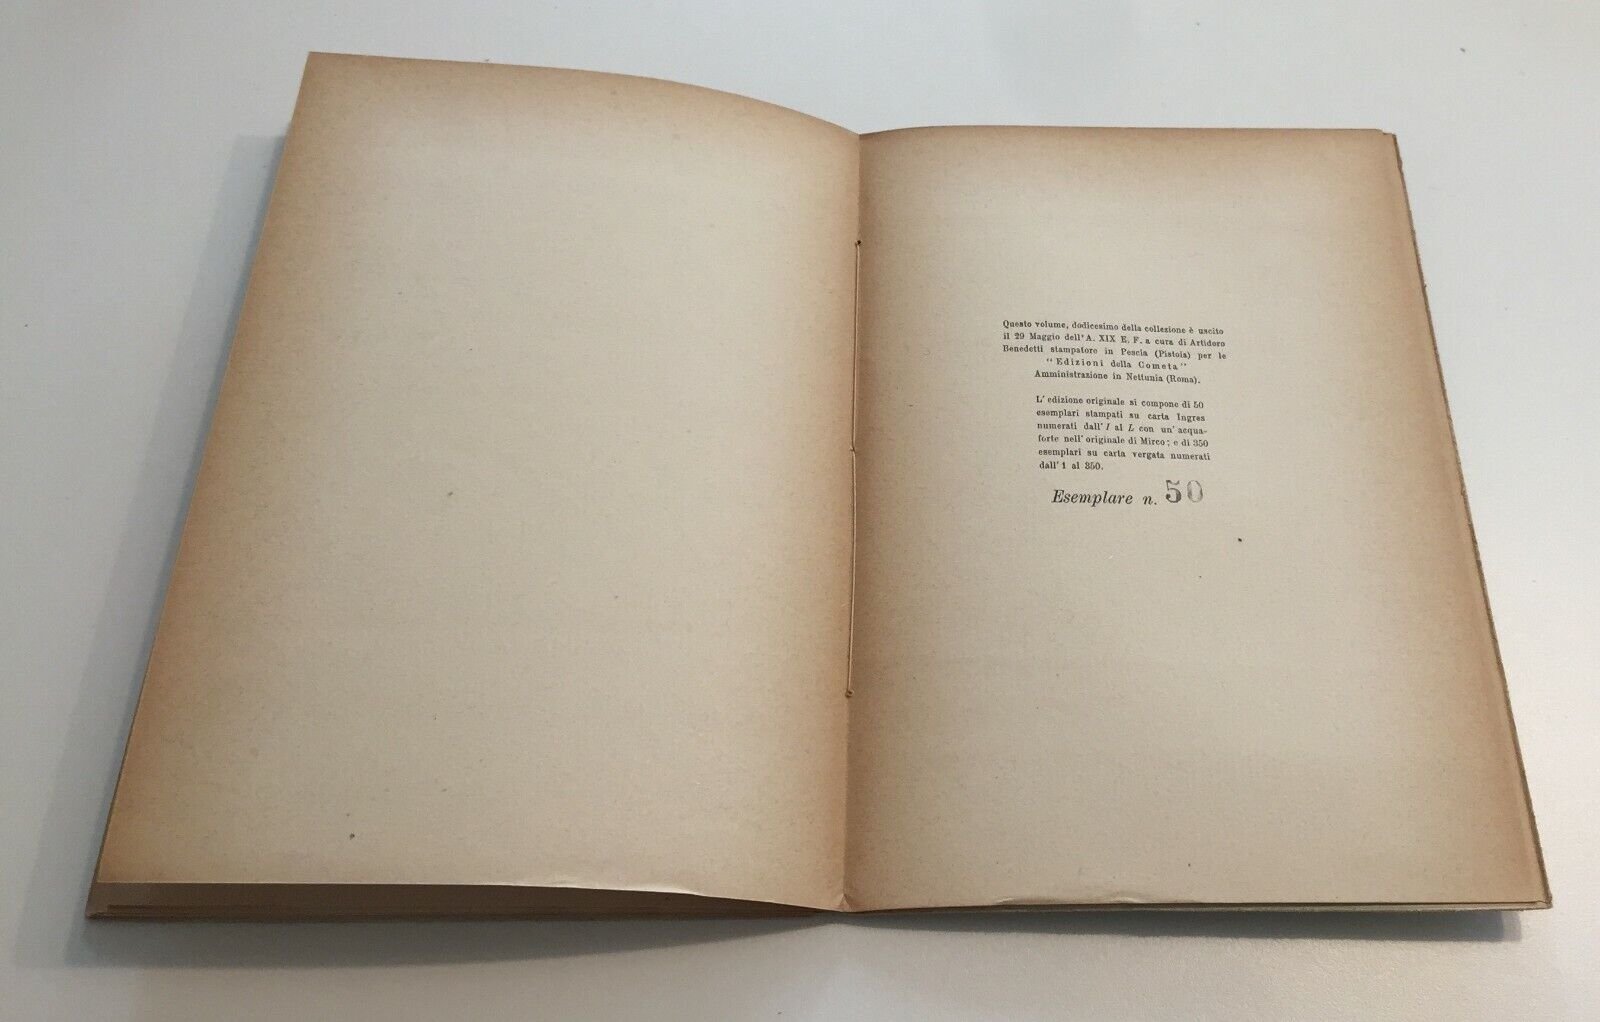 Questo volume, dodicesimo della collezione è uscito
il 29 Maggio dell'A. XIX E. F. a cura di Artidoro
Benedetti stampatore in Pescia (Pistoia) per le
"Edizioni della Cometa"
Amministrazione in Nettunia (Roma).
L'edizione originale si compone di 50
esemplari stampati su carta Ingres
numerati dall'I al L con un'acqua-
forte nell'originale di Mirco; e di 350
esemplari su carta vergata numerati
dall'1 al 350.
Esemplare n. 50